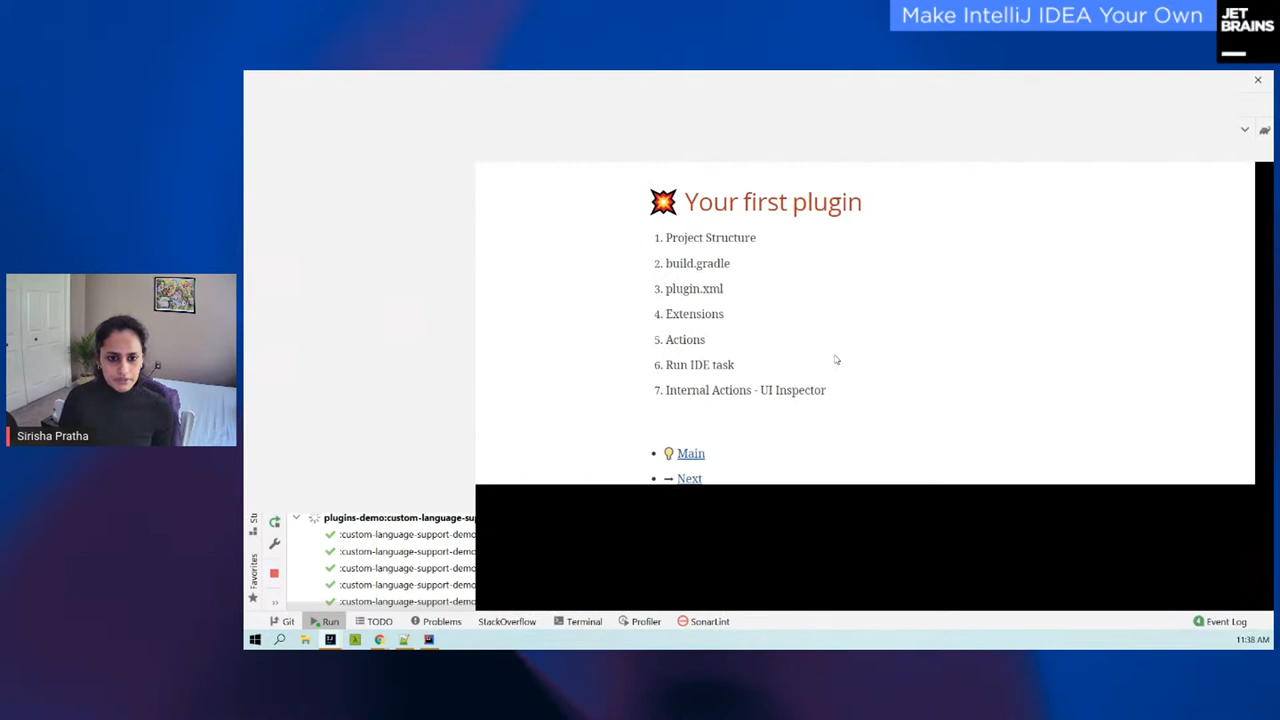 Make IntelliJ IDEA Your Own
JET
BRAINS
Your first plugin
1. Project Structure
2. build.gradle
3. plugin.xml
4. Extensions
5. Actions
6. Run IDE task
7. Internal Actions - UI Inspector
• Main
• → Next
Sirisha Pratha
plugins-demo:custom-language-su
:custom-language-support-demo
:custom-language-support-demo
:custom-language-support-demo
:custom-language-support-demo
:custom-language-support-demo
Favorites
Git Run TODO Problems StackOverflow Terminal Profiler SonarLint 4 Event Log
11:38 AM